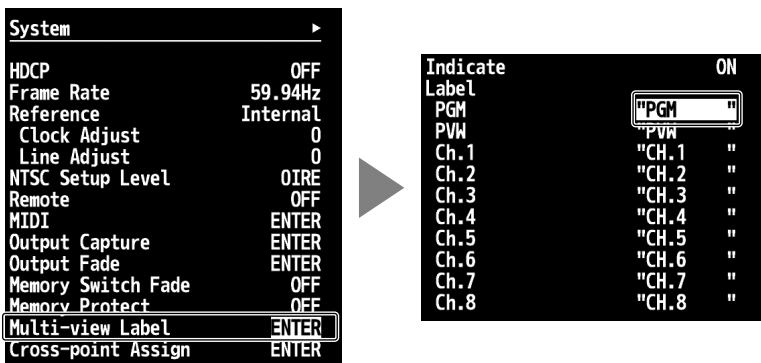 System ▶
HDCP OFF
Frame Rate 59.94Hz
Reference Internal
Clock Adjust 0
Line Adjust 0
NTSC Setup Level 0IRE
Remote OFF
MIDI ENTER
Output Capture ENTER
Output Fade ENTER
Memory Switch Fade OFF
Memory Protect OFF
Multi-view Label ENTER
Cross-point Assign ENTER
Indicate ON
Label
PGM "PGM "
PVW "PVW "
Ch.1 "CH.1 "
Ch.2 "CH.2 "
Ch.3 "CH.3 "
Ch.4 "CH.4 "
Ch.5 "CH.5 "
Ch.6 "CH.6 "
Ch.7 "CH.7 "
Ch.8 "CH.8 "